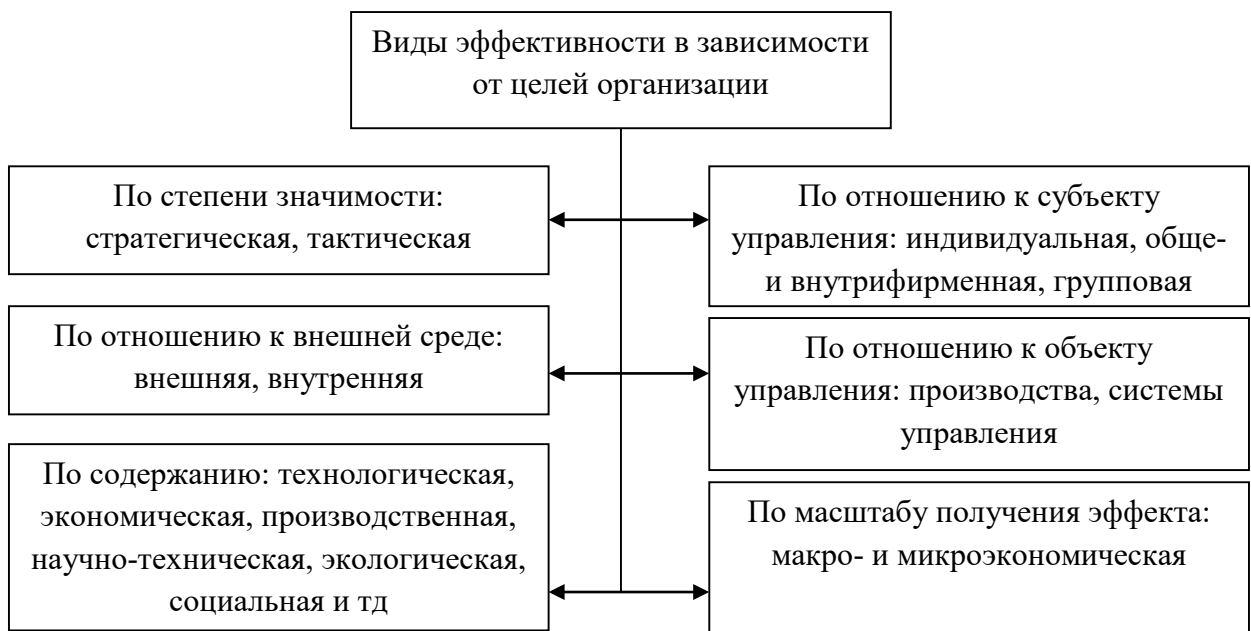 Виды эффективности в зависимости
от целей организации
По степени значимости:
стратегическая, тактическая
По отношению к субъекту
управления: индивидуальная, обще-
и внутрифирменная, групповая
По отношению к внешней среде:
внешняя, внутренняя
По отношению к объекту
управления: производства, системы
управления
По содержанию: технологическая,
экономическая, производственная,
научно-техническая, экологическая,
социальная и тд
По масштабу получения эффекта:
макро- и микроэкономическая